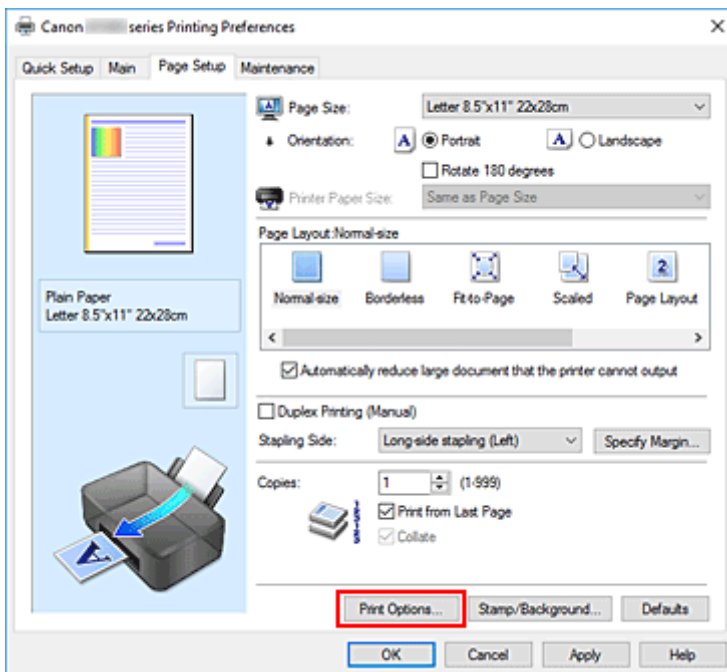 Canon series Printing Preferences
Quick Setup Main Page Setup Maintenance
Page Size: Letter 8.5"x11" 22x28cm
Orientation: A Portrait A Landscape
Rotate 180 degrees
Printer Paper Size: Same as Page Size
Page Layout:Normal-size
2
Normal-size Borderless Fit-to-Page Scaled Page Layout
Plain Paper
Letter 8.5"x11" 22x28cm
Automatically reduce large document that the printer cannot output
Duplex Printing (Manual)
Stapling Side: Long-side stapling (Left) Specify Margin...
Copies: 1 (1-999)
Print from Last Page
Collate
A
Print Options... Stamp/Background... Defaults
OK Cancel Apply Help